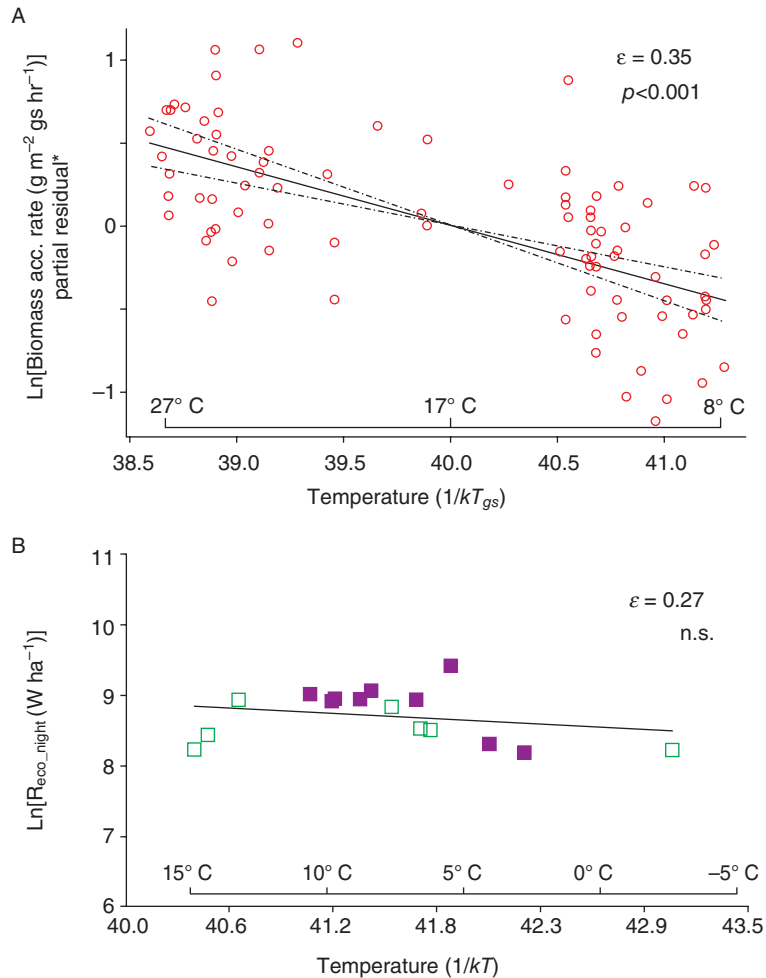 A
Ln[Biomass acc. rate (g m⁻² gs hr⁻¹)]
partial residual*
1
0
−1
ε = 0.35
p<0.001
27° C 17° C 8° C
38.5 39.0 39.5 40.0 40.5 41.0
Temperature (1/kTgs)
B
Ln[Reco_night (W ha⁻¹)]
11
10
9
8
7
6
ε = 0.27
n.s.
15° C 10° C 5° C 0° C −5° C
40.0 40.6 41.2 41.8 42.3 42.9 43.5
Temperature (1/kT)